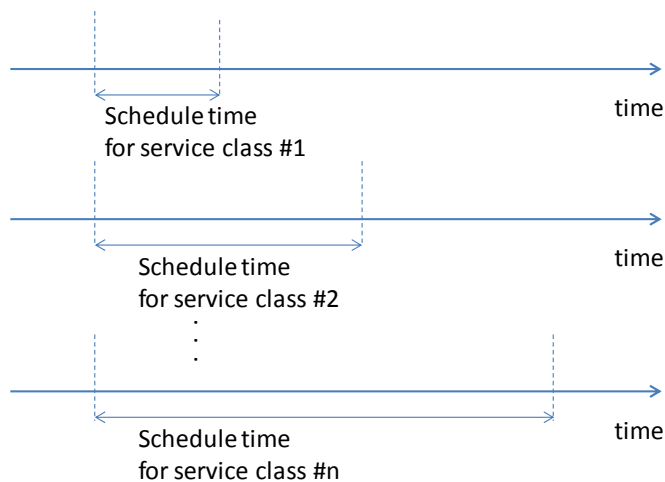 time
Schedule time
for service class #1
time
Schedule time
for service class #2
.
.
.
time
Schedule time
for service class #n